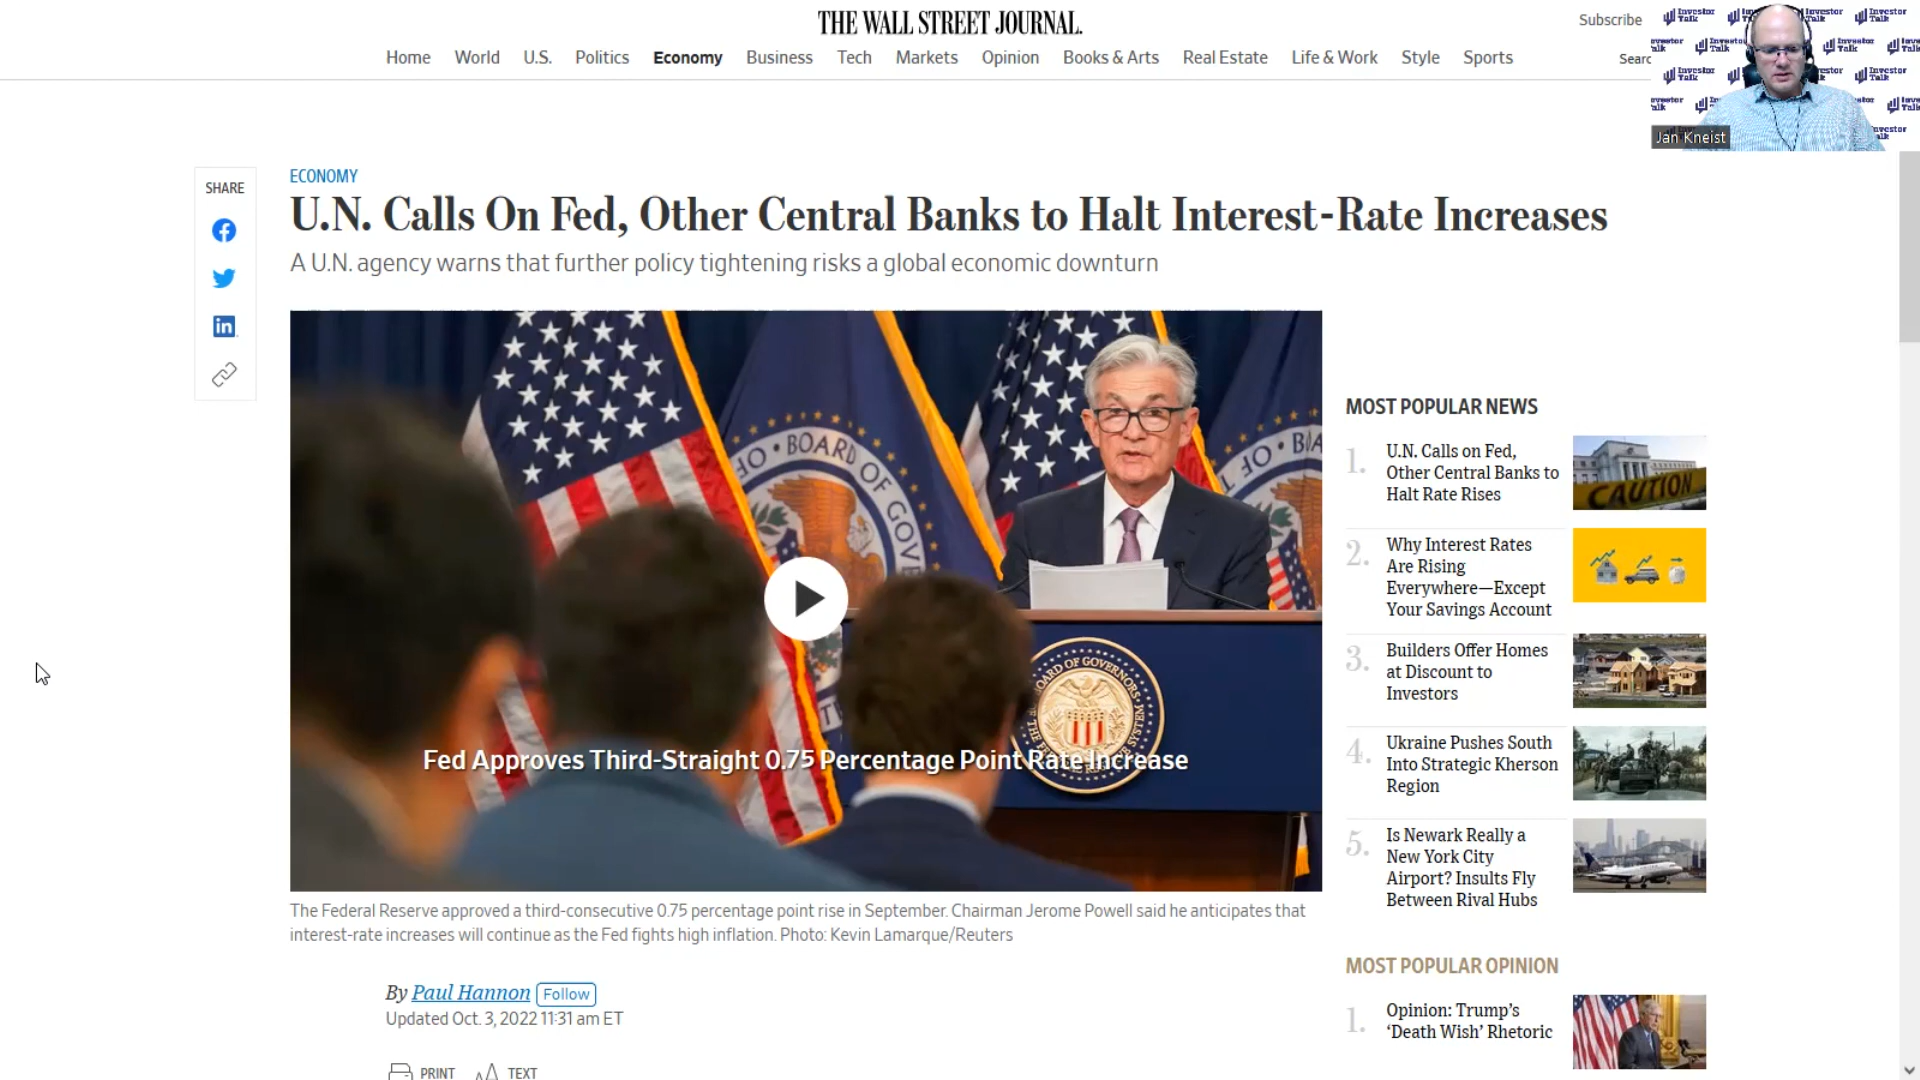 THE WALL STREET JOURNAL.
Subscribe
Home World U.S. Politics Economy Business Tech Markets Opinion Books & Arts Real Estate Life & Work Style Sports
Investor Talk
Jan Kneist
SHARE
ECONOMY
U.N. Calls On Fed, Other Central Banks to Halt Interest-Rate Increases
A U.N. agency warns that further policy tightening risks a global economic downturn
BOARD OF GOV
BOARD OF GOVERNORS
Fed Approves Third-Straight 0.75 Percentage Point Rate Increase
The Federal Reserve approved a third-consecutive 0.75 percentage point rise in September. Chairman Jerome Powell said he anticipates that
interest-rate increases will continue as the Fed fights high inflation. Photo: Kevin Lamarque/Reuters
By Paul Hannon Follow
Updated Oct. 3, 2022 11:31 am ET
PRINT TEXT
MOST POPULAR NEWS
1. U.N. Calls on Fed,
Other Central Banks to
Halt Rate Rises
CAUTION
2. Why Interest Rates
Are Rising
Everywhere—Except
Your Savings Account
3. Builders Offer Homes
at Discount to
Investors
4. Ukraine Pushes South
Into Strategic Kherson
Region
5. Is Newark Really a
New York City
Airport? Insults Fly
Between Rival Hubs
MOST POPULAR OPINION
1. Opinion: Trump's
'Death Wish' Rhetoric